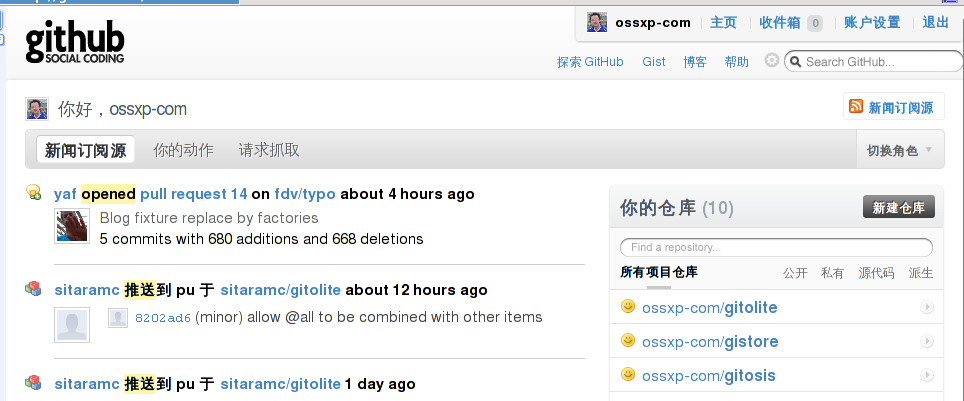 ossxp-com 主页 收件箱 0 账户设置 退出
github
SOCIAL CODING
探索 GitHub Gist 博客 帮助 Search GitHub...
你好，ossxp-com
新闻订阅源
新闻订阅源 你的动作 请求抓取 切换角色
yaf opened pull request 14 on fdv/typo about 4 hours ago
Blog fixture replace by factories
5 commits with 680 additions and 668 deletions
sitaramc 推送到 pu 于 sitaramc/gitolite about 12 hours ago
8202ad6 (minor) allow @all to be combined with other items
sitaramc 推送到 pu 于 sitaramc/gitolite 1 day ago
你的仓库 (10) 新建仓库
Find a repository...
所有项目仓库 公开 私有 源代码 派生
ossxp-com/gitolite
ossxp-com/gistore
ossxp-com/gitosis